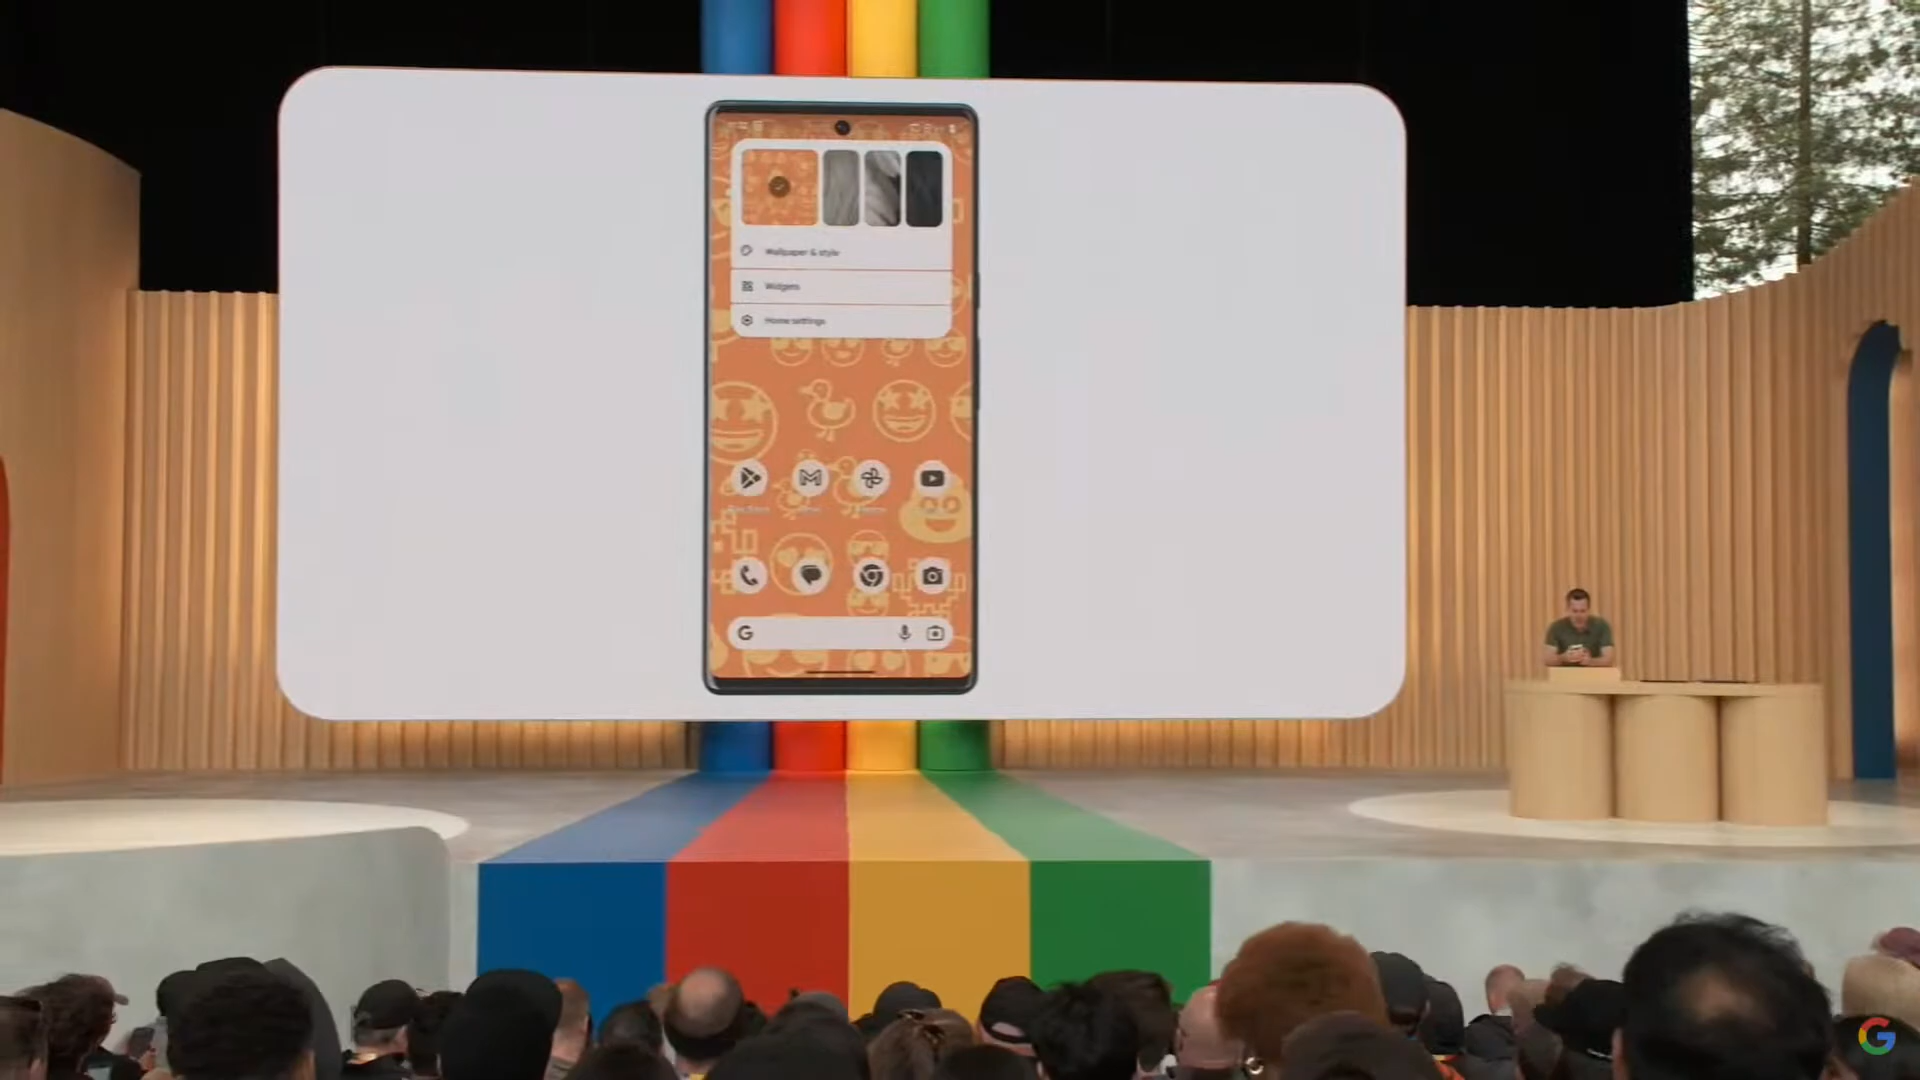 Wallpaper & style
Widgets
Home settings
G
G